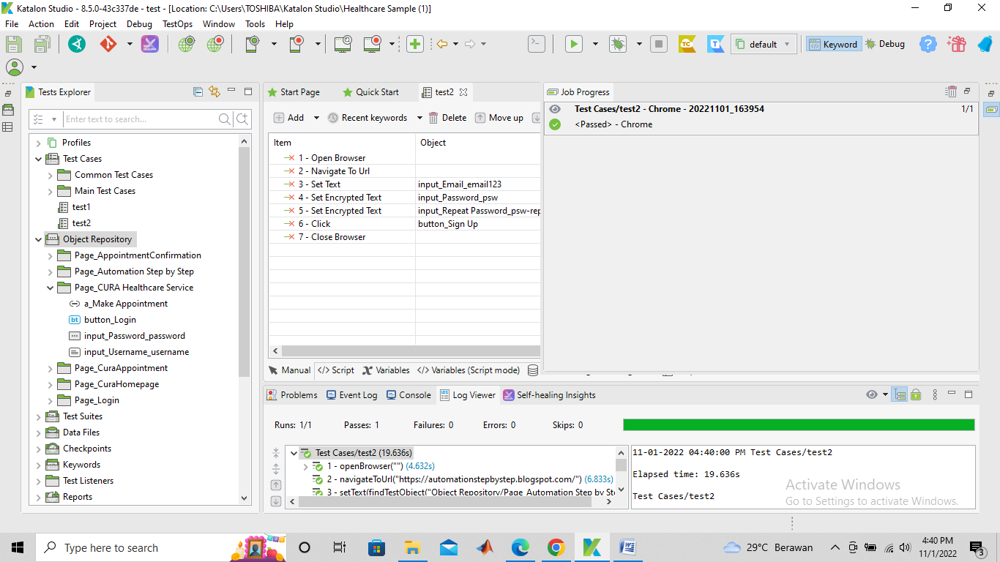 Katalon Studio - 8.5.0-43c337de - test - [Location: C:\Users\TOSHIBA\Katalon Studio\Healthcare Sample (1)]
File Action Edit Project Debug TestOps Window Tools Help
default Keyword Debug
Tests Explorer
Enter text to search...
Profiles
Test Cases
Common Test Cases
Main Test Cases
test1
test2
Object Repository
Page_AppointmentConfirmation
Page_Automation Step by Step
Page_CURA Healthcare Service
a_Make Appointment
button_Login
input_Password_password
input_Username_username
Page_CuraAppointment
Page_CuraHomepage
Page_Login
Test Suites
Data Files
Checkpoints
Keywords
Test Listeners
Reports
Start Page Quick Start test2
Add Recent keywords Delete Move up
Item Object
1 - Open Browser
2 - Navigate To Url
3 - Set Text input_Email_email123
4 - Set Encrypted Text input_Password_psw
5 - Set Encrypted Text input_Repeat Password_psw-rep
6 - Click button_Sign Up
7 - Close Browser
Manual Script Variables Variables (Script mode)
Job Progress
Test Cases/test2 - Chrome - 20221101_163954 1/1
<Passed> - Chrome
Problems Event Log Console Log Viewer Self-healing Insights
Runs: 1/1 Passes: 1 Failures: 0 Errors: 0 Skips: 0
Test Cases/test2 (19.636s)
1 - openBrowser("") (4.632s)
2 - navigateToUrl("https://automationstepbystep.blogspot.com/") (6.833s)
3 - setText(findTestObject("Object Repository/Page_Automation Step by Ste
11-01-2022 04:40:00 PM Test Cases/test2
Elapsed time: 19.636s
Test Cases/test2
Activate Windows
Go to Settings to activate Windows.
Type here to search
29°C Berawan
4:40 PM
11/1/2022
3